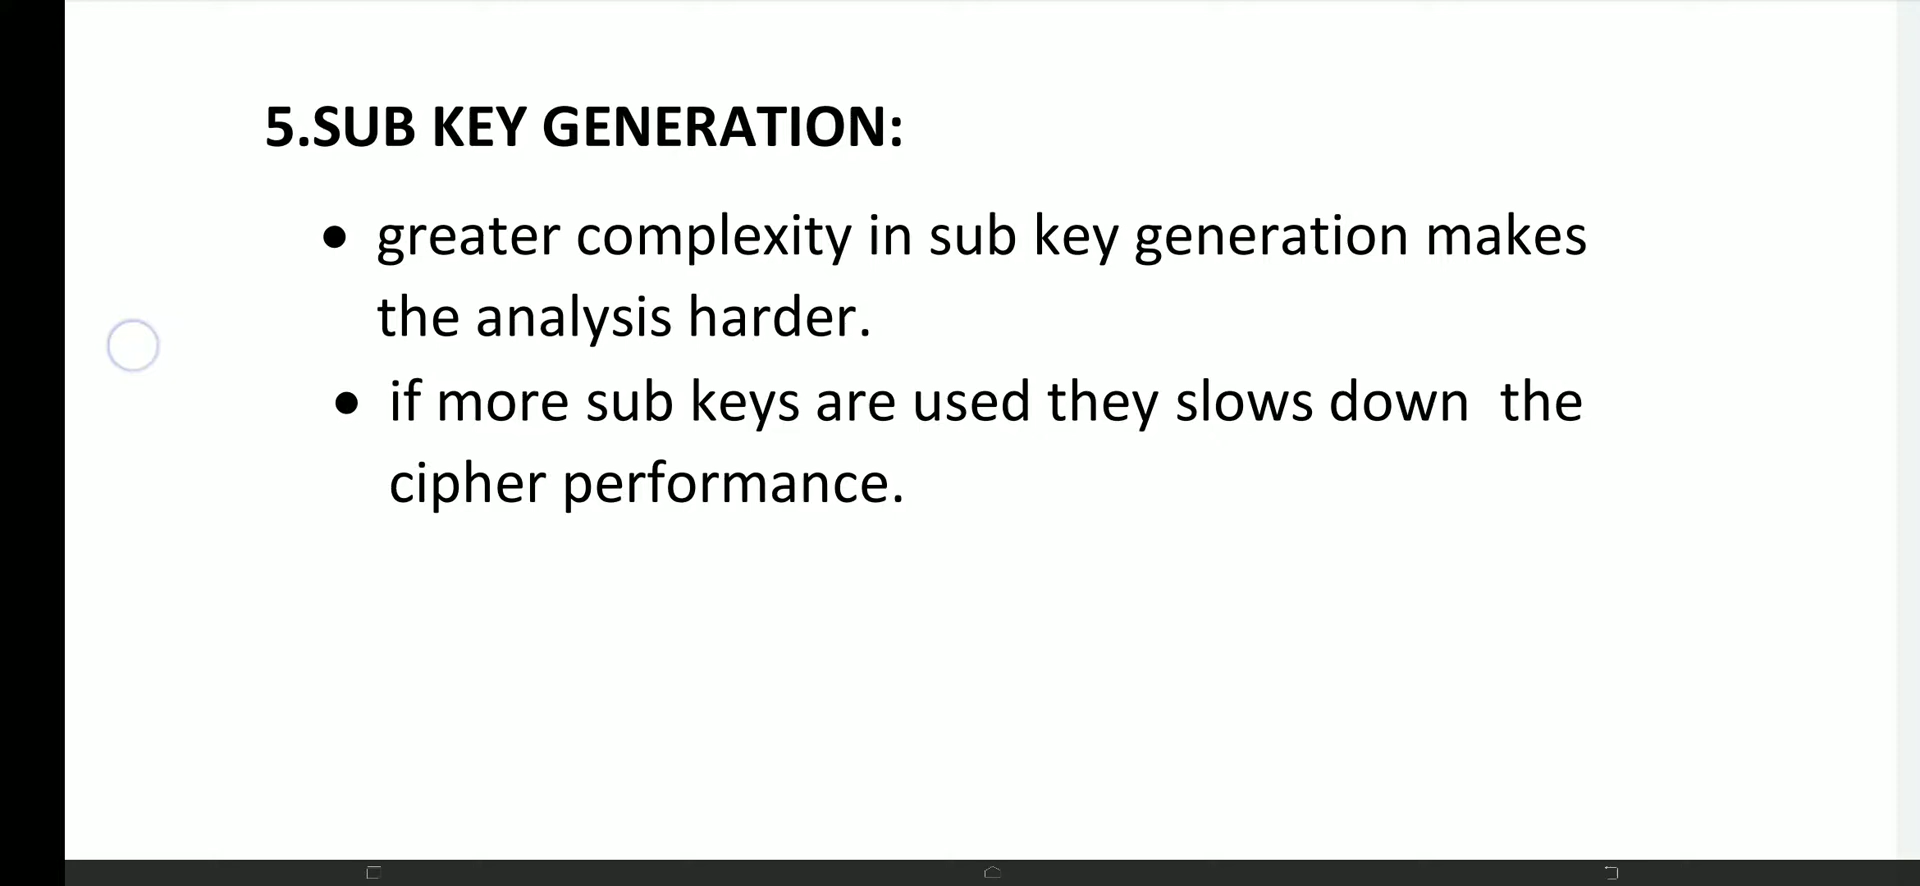 5.SUB KEY GENERATION:
• greater complexity in sub key generation makes
the analysis harder.
• if more sub keys are used they slows down  the
cipher performance.